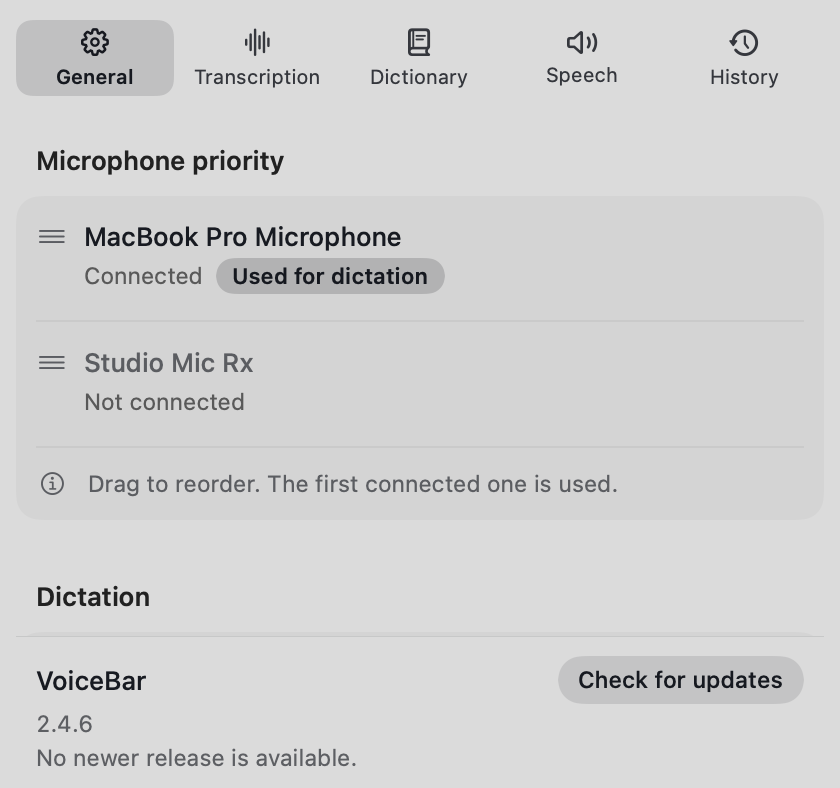 General
Transcription
Dictionary
Speech
History
Microphone priority
MacBook Pro Microphone
Connected
Used for dictation
Studio Mic Rx
Not connected
Drag to reorder. The first connected one is used.
Dictation
VoiceBar
Check for updates
2.4.6
No newer release is available.